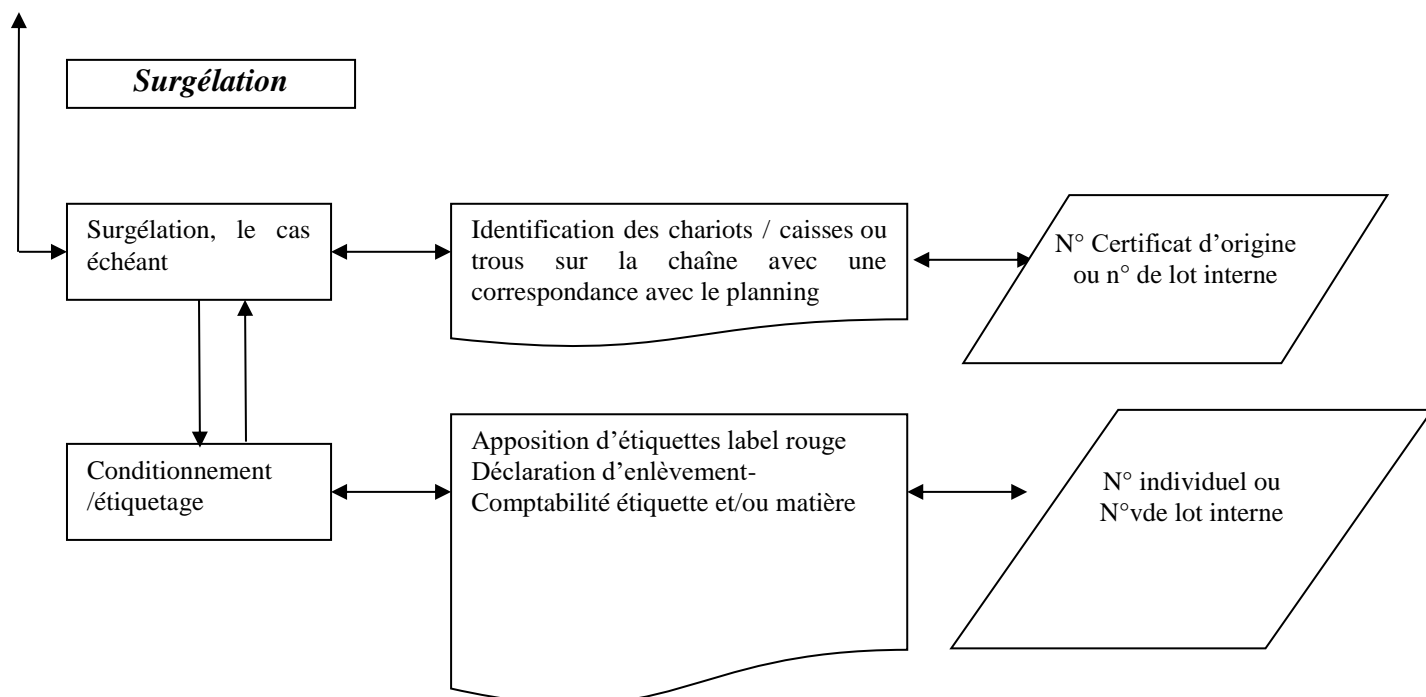 Surgélation
Surgélation, le cas
échéant
Identification des chariots / caisses ou
trous sur la chaîne avec une
correspondance avec le planning
N° Certificat d’origine
ou n° de lot interne
Conditionnement
/étiquetage
Apposition d’étiquettes label rouge
Déclaration d’enlèvement-
Comptabilité étiquette et/ou matière
N° individuel ou
N°vde lot interne